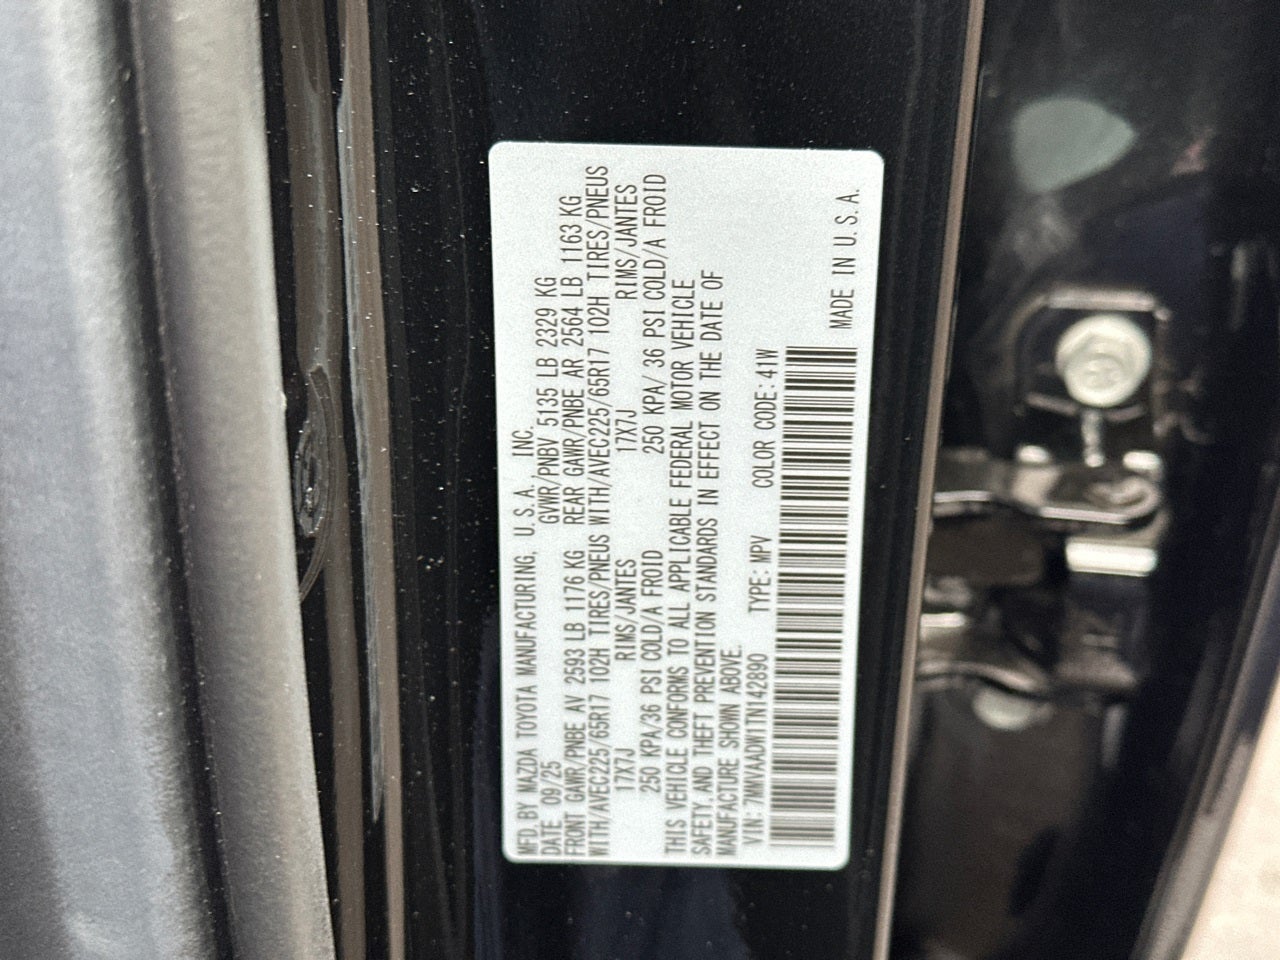 MFD. BY MAZDA TOYOTA MANUFACTURING, U. S. A. INC.
DATE 09/25 GVWR/PNBV 5135 LB 2329 KG
FRONT GAWR/PNBE AV 2593 LB 1176 KG REAR GAWR/PNBE AR 2564 LB 1163 KG
WITH/AVEC225/65R17 102H TIRES/PNEUS WITH/AVEC225/65R17 102H TIRES/PNEUS
17X7J RIMS/JANTES 17X7J RIMS/JANTES
250 KPA/36 PSI COLD/A FROID 250 KPA/ 36 PSI COLD/A FROID
THIS VEHICLE CONFORMS TO ALL APPLICABLE FEDERAL MOTOR VEHICLE
SAFETY, AND THEFT PREVENTION STANDARDS IN EFFECT ON THE DATE OF
MANUFACTURE SHOWN ABOVE.
VIN: 7MMVAADW1TN142890 TYPE: MPV COLOR CODE: 41W
MADE IN U. S. A.